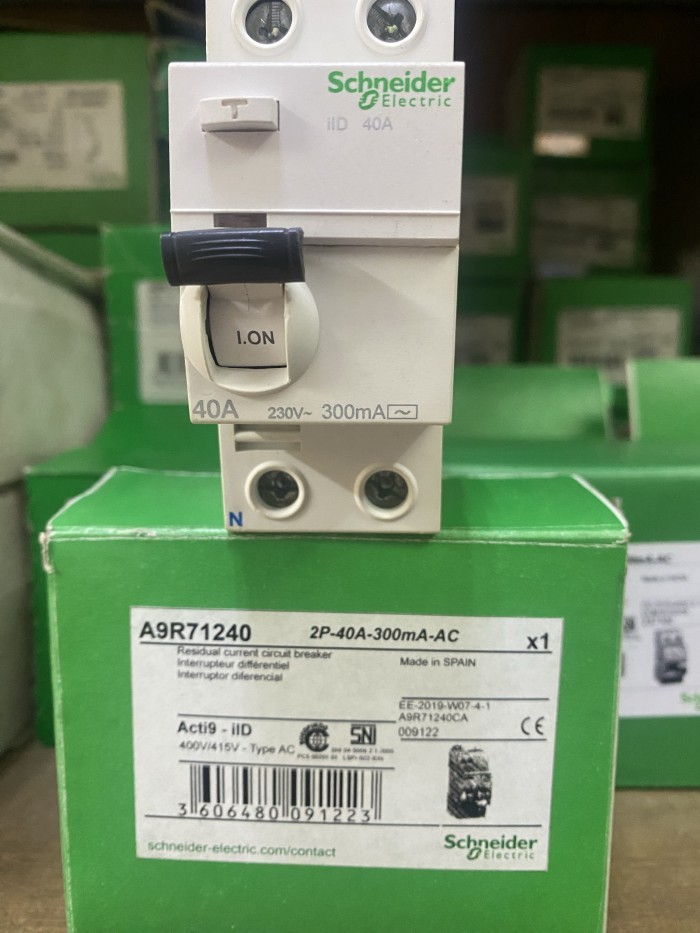 Schneider
Electric
iID 40A
T
I.ON
40A 230V~ 300mA
N
A9R71240 2P-40A-300mA-AC x1
Residual current circuit breaker
Interrupteur différentiel
Interruptor diferencial
Made in SPAIN
EE-2019-W07-4-1
A9R71240CA
009122
CE
Acti9 - iID
400V/415V - Type AC
SNI
3 606480 091223
schneider-electric.com/contact
Schneider
Electric